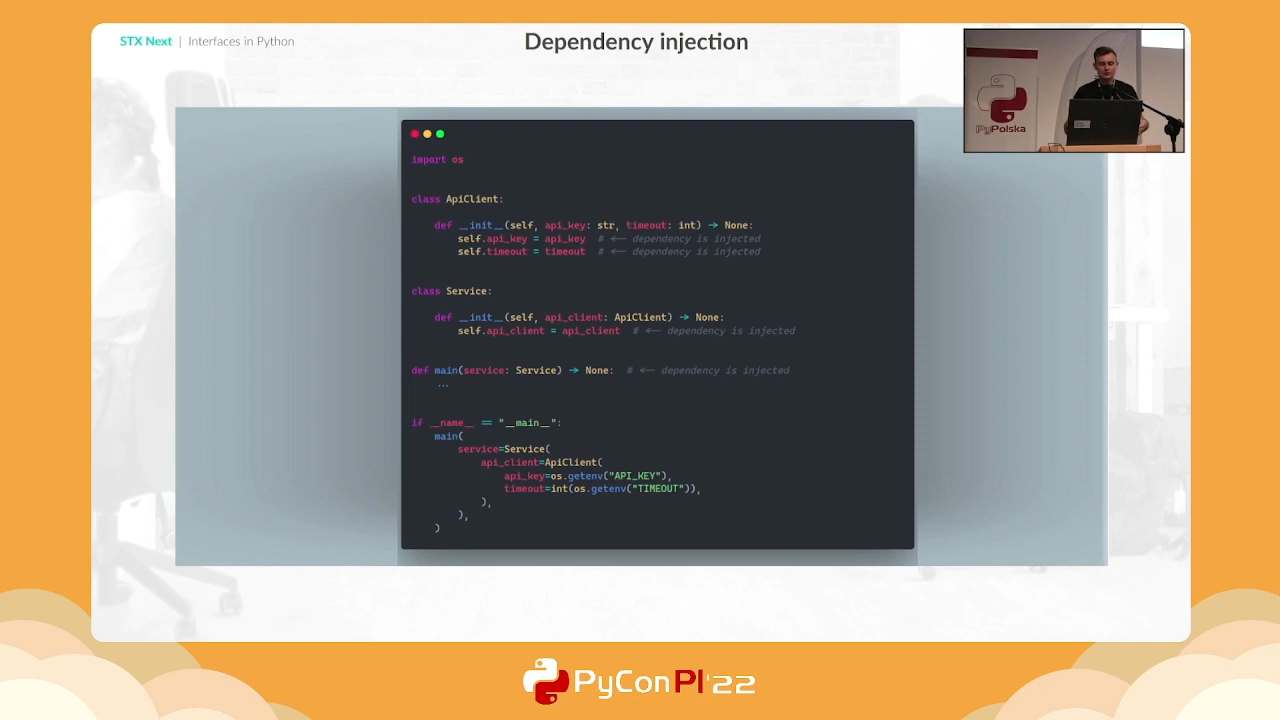 STX Next | Interfaces in Python
Dependency injection
PyPolska
import os
class ApiClient:
def __init__(self, api_key: str, timeout: int) → None:
self.api_key = api_key # ⟵ dependency is injected
self.timeout = timeout # ⟵ dependency is injected
class Service:
def __init__(self, api_client: ApiClient) → None:
self.api_client = api_client # ⟵ dependency is injected
def main(service: Service) → None: # ⟵ dependency is injected
...
if __name__ == "__main__":
main(
service=Service(
api_client=ApiClient(
api_key=os.getenv("API_KEY"),
timeout=int(os.getenv("TIMEOUT")),
),
),
)
PyCon Pl '22